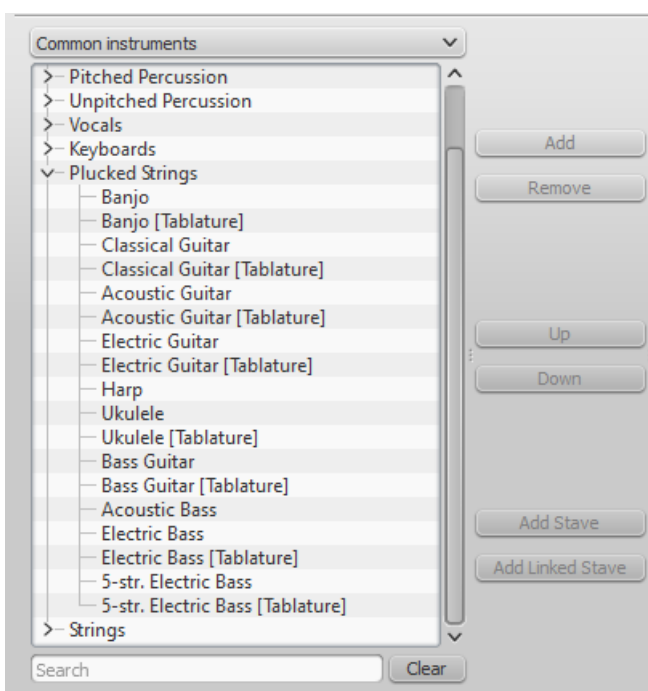 Common instruments
Pitched Percussion
Unpitched Percussion
Vocals
Keyboards
Plucked Strings
Banjo
Banjo [Tablature]
Classical Guitar
Classical Guitar [Tablature]
Acoustic Guitar
Acoustic Guitar [Tablature]
Electric Guitar
Electric Guitar [Tablature]
Harp
Ukulele
Ukulele [Tablature]
Bass Guitar
Bass Guitar [Tablature]
Acoustic Bass
Electric Bass
Electric Bass [Tablature]
5-str. Electric Bass
5-str. Electric Bass [Tablature]
Strings
Search
Clear
Add
Remove
Up
Down
Add Stave
Add Linked Stave